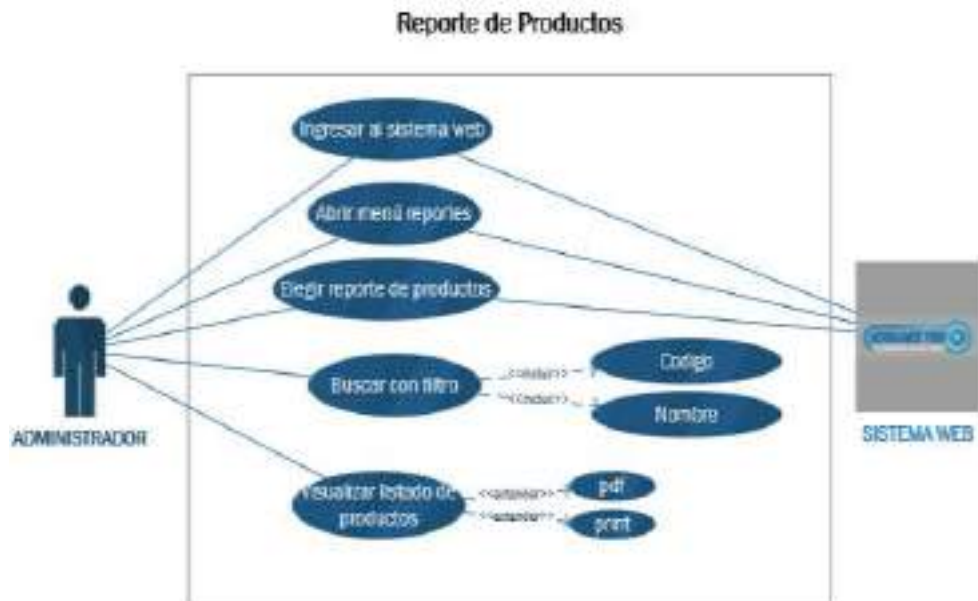 Reporte de Productos
Ingresar al sistema web
Abrir menú reportes
Elegir reporte de productos
Buscar con filtro
Codigo
Nombre
ADMINISTRADOR
SISTEMA WEB
Visualizar listado de
productos
pdf
print